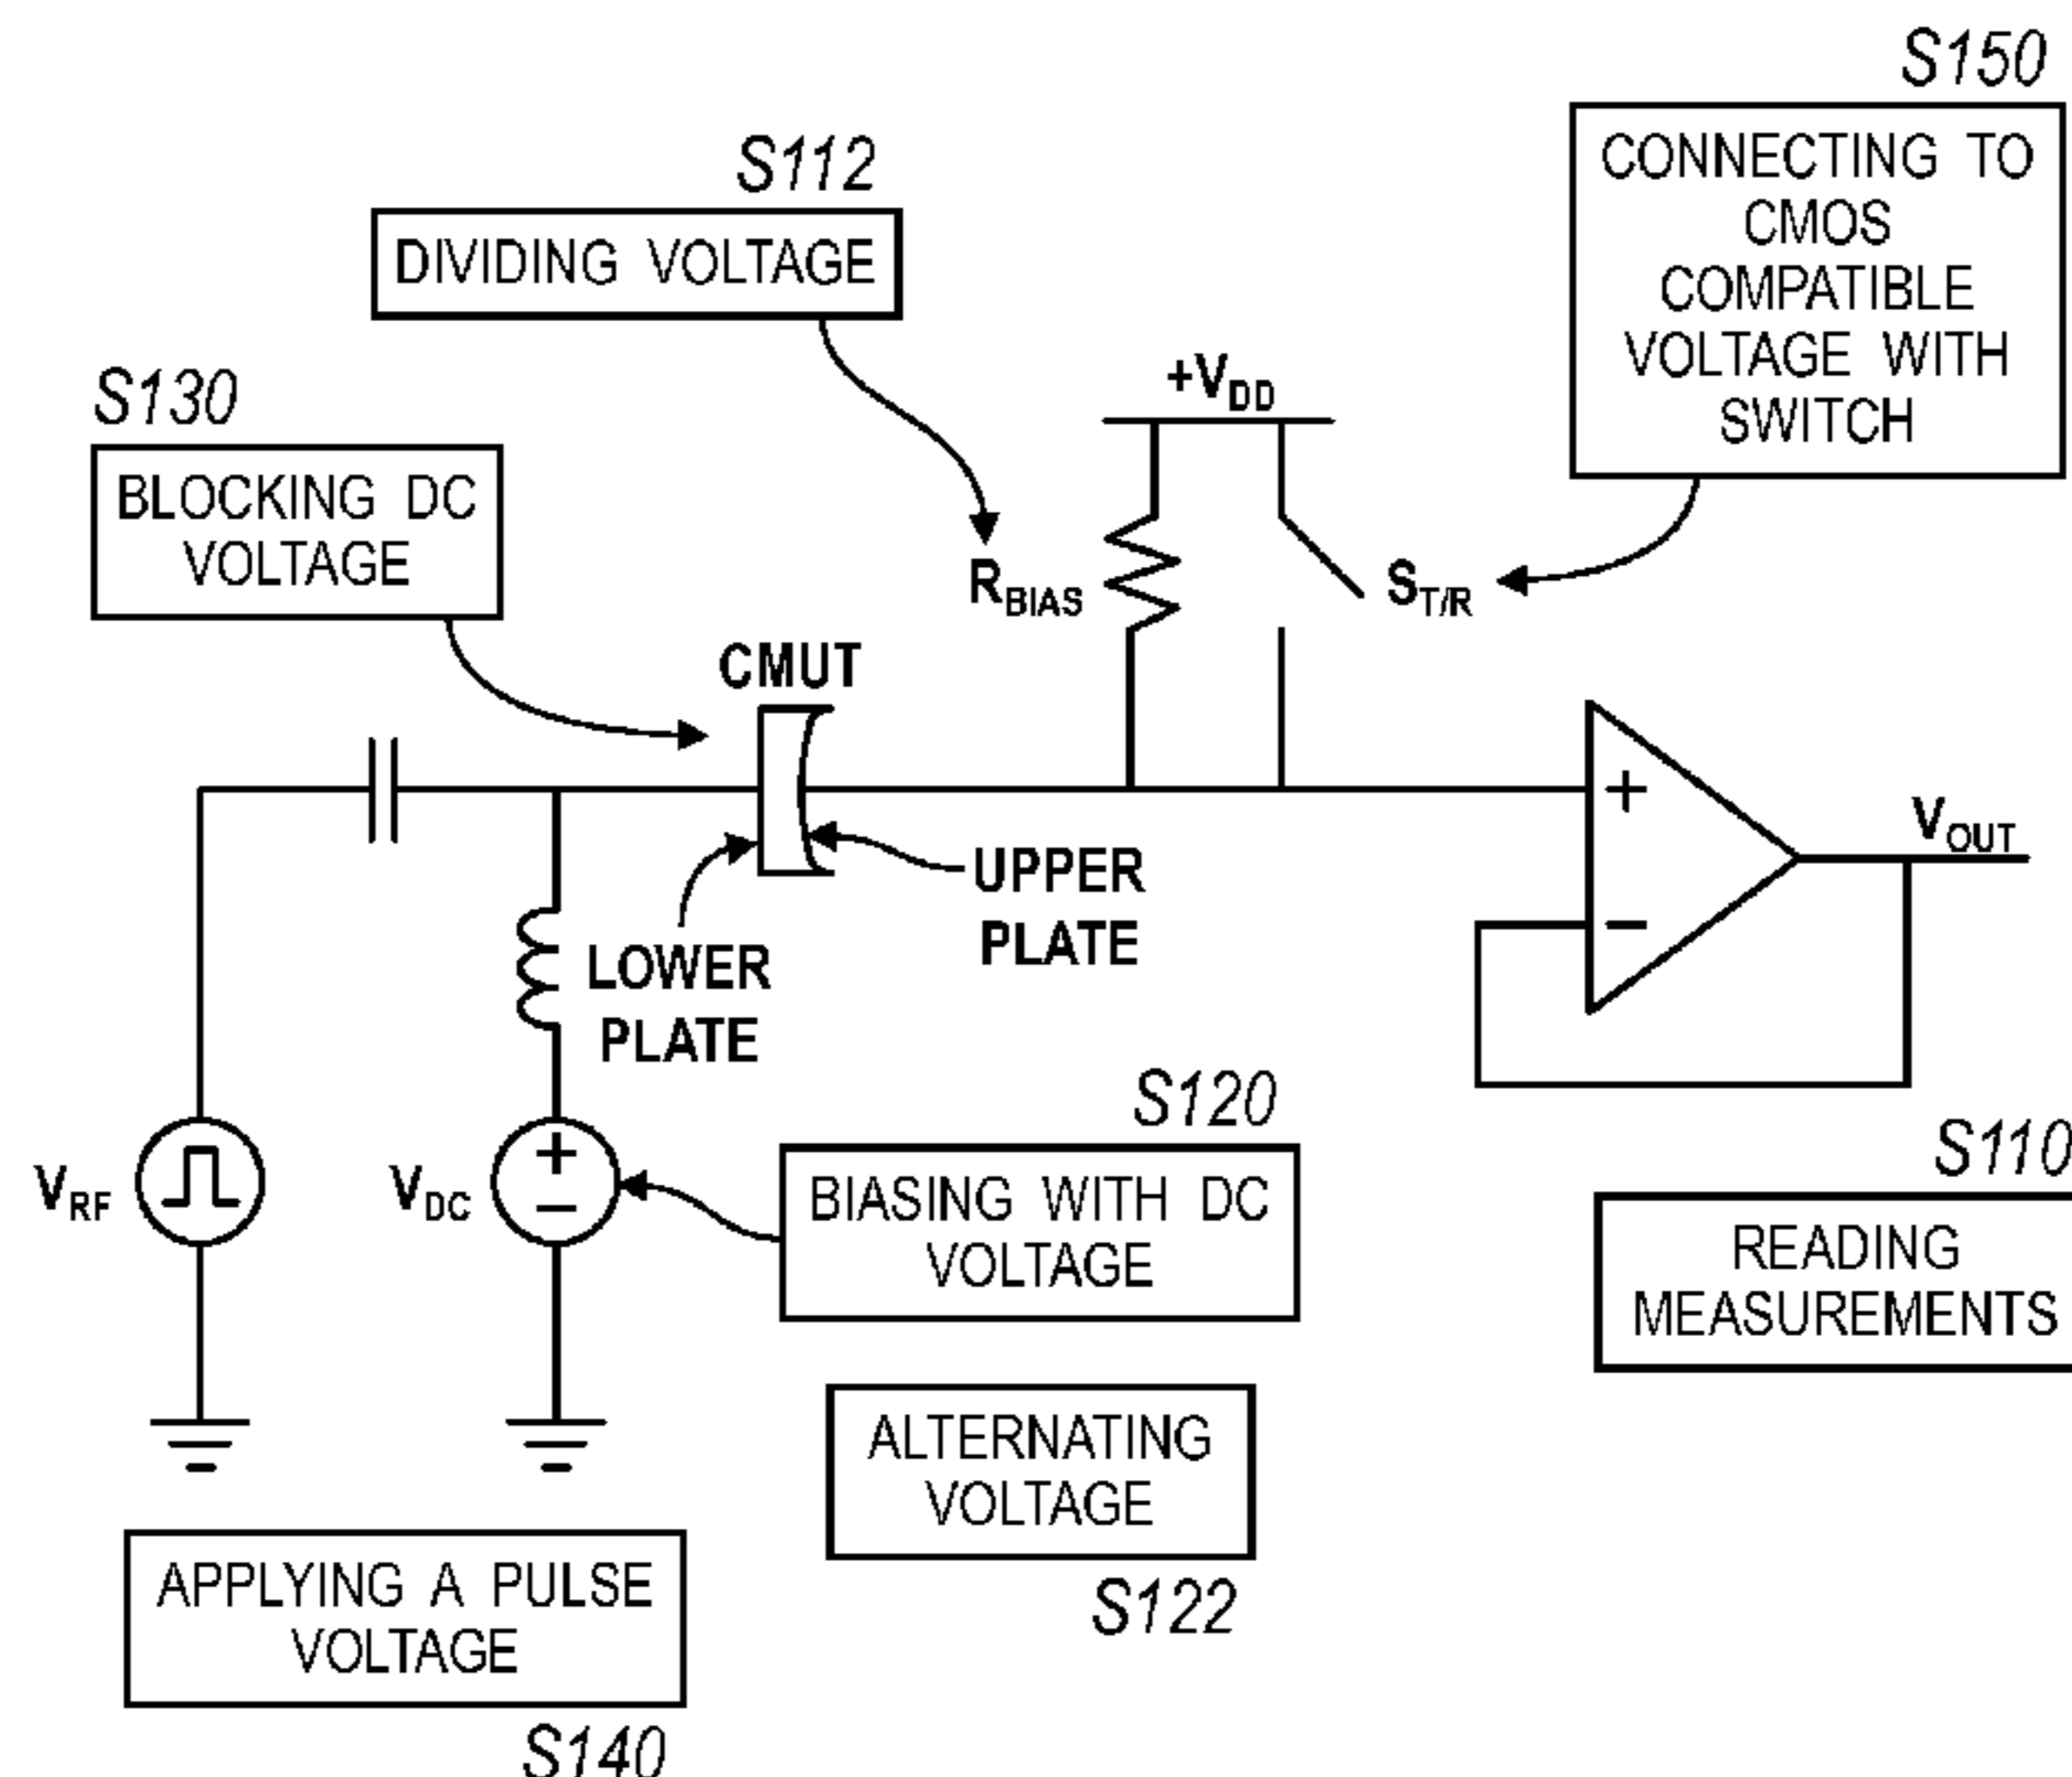 S150
CONNECTING TO
CMOS
COMPATIBLE
VOLTAGE WITH
SWITCH
S112
DIVIDING VOLTAGE
S130
BLOCKING DC
VOLTAGE
+VDD
RBIAS
ST/R
CMUT
UPPER
PLATE
LOWER
PLATE
+
−
VOUT
VRF
VDC
+
−
S120
BIASING WITH DC
VOLTAGE
S110
READING
MEASUREMENTS
ALTERNATING
VOLTAGE
S122
APPLYING A PULSE
VOLTAGE
S140